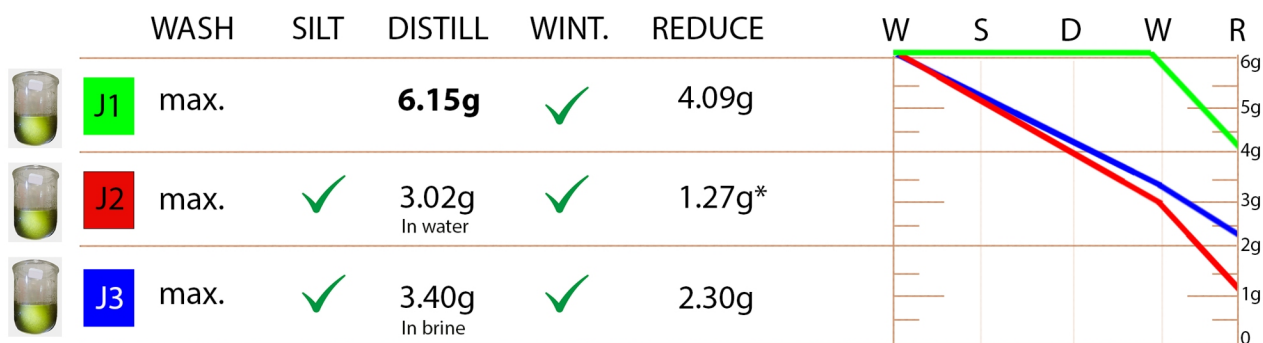 WASH SILT DISTILL WINT. REDUCE W S D W R
6g
J1 max. 6.15g 4.09g
5g
4g
J2 max. 3.02g 1.27g*
In water
3g
2g
J3 max. 3.40g 2.30g
In brine
1g
0